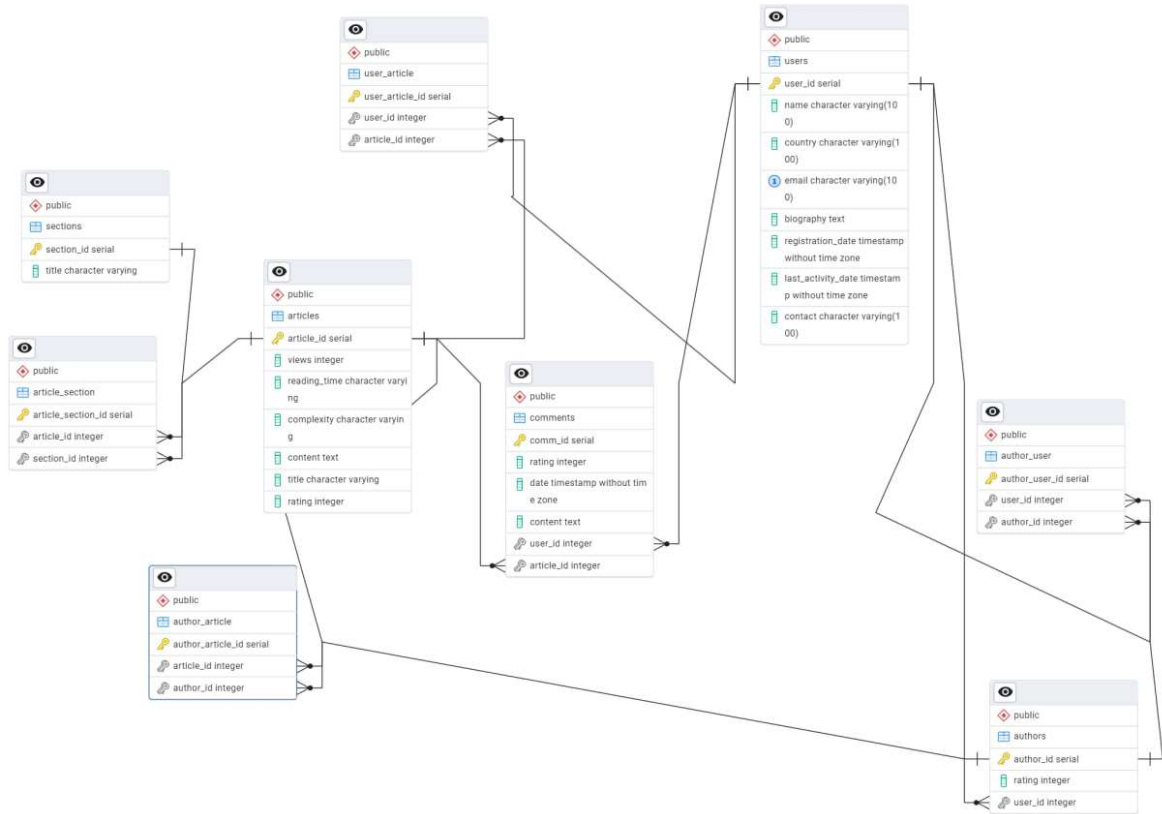 public
user_article
user_article_id serial
user_id integer
article_id integer
public
users
user_id serial
name character varying(10
0)
country character varying(1
00)
email character varying(10
0)
biography text
registration_date timestamp
without time zone
last_activity_date timestam
p without time zone
contact character varying(1
00)
public
sections
section_id serial
title character varying
public
articles
article_id serial
views integer
reading_time character varyi
ng
complexity character varyin
g
content text
title character varying
rating integer
public
article_section
article_section_id serial
article_id integer
section_id integer
public
comments
comm_id serial
rating integer
date timestamp without tim
e zone
content text
user_id integer
article_id integer
public
author_user
author_user_id serial
user_id integer
author_id integer
public
author_article
author_article_id serial
article_id integer
author_id integer
public
authors
author_id serial
rating integer
user_id integer